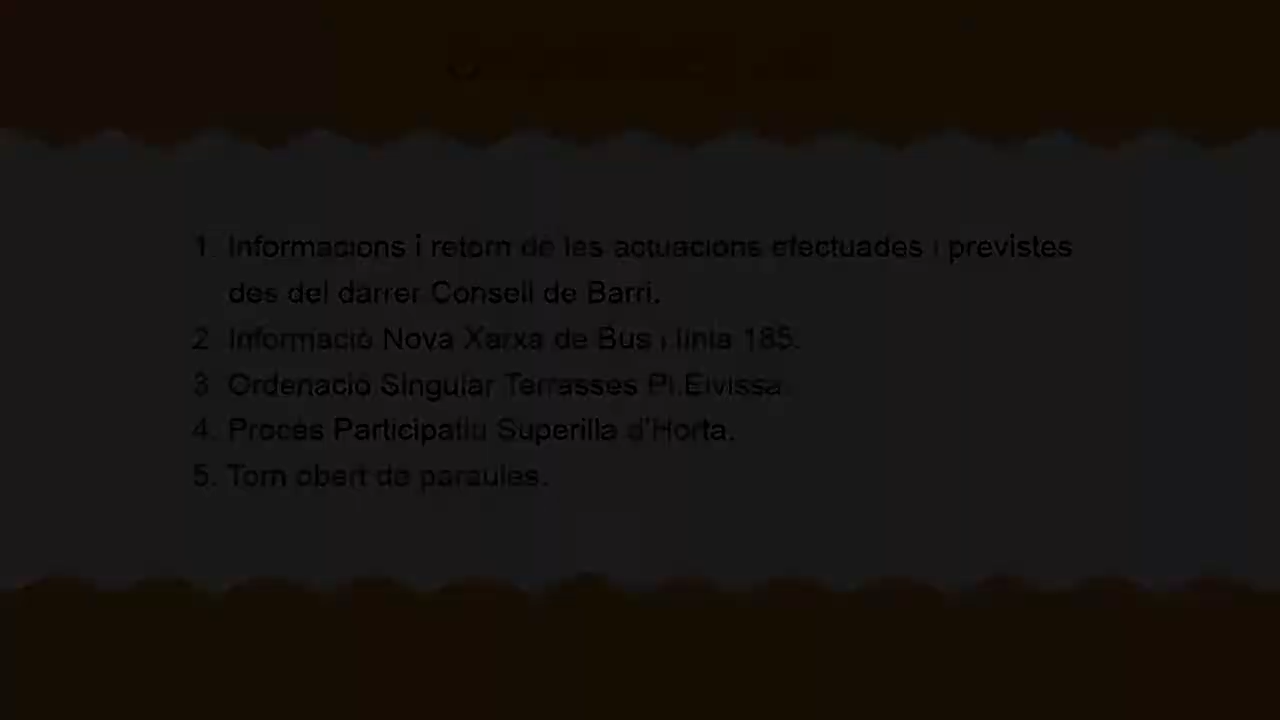 1. Informacions i retorn de les actuacions efectuades i previstes
des del darrer Consell de Barri.
2. Informació Nova Xarxa de Bus i línia 185.
3. Ordenació Singular Terrasses Pl.Eivissa.
4. Procés Participatiu Superilla d'Horta.
5. Torn obert de paraules.